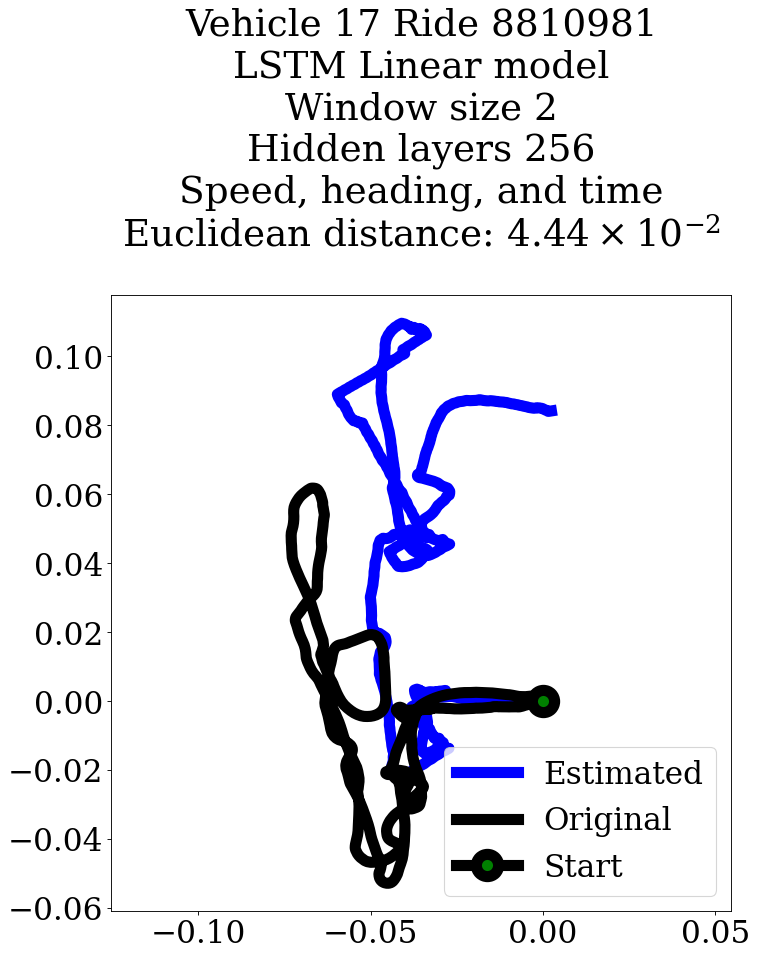 Vehicle 17 Ride 8810981
LSTM Linear model
Window size 2
Hidden layers 256
Speed, heading, and time
Euclidean distance: 4.44 × 10⁻²
0.10
0.08
0.06
0.04
0.02
0.00
−0.02
−0.04
−0.06
Estimated
Original
Start
−0.10 −0.05 0.00 0.05